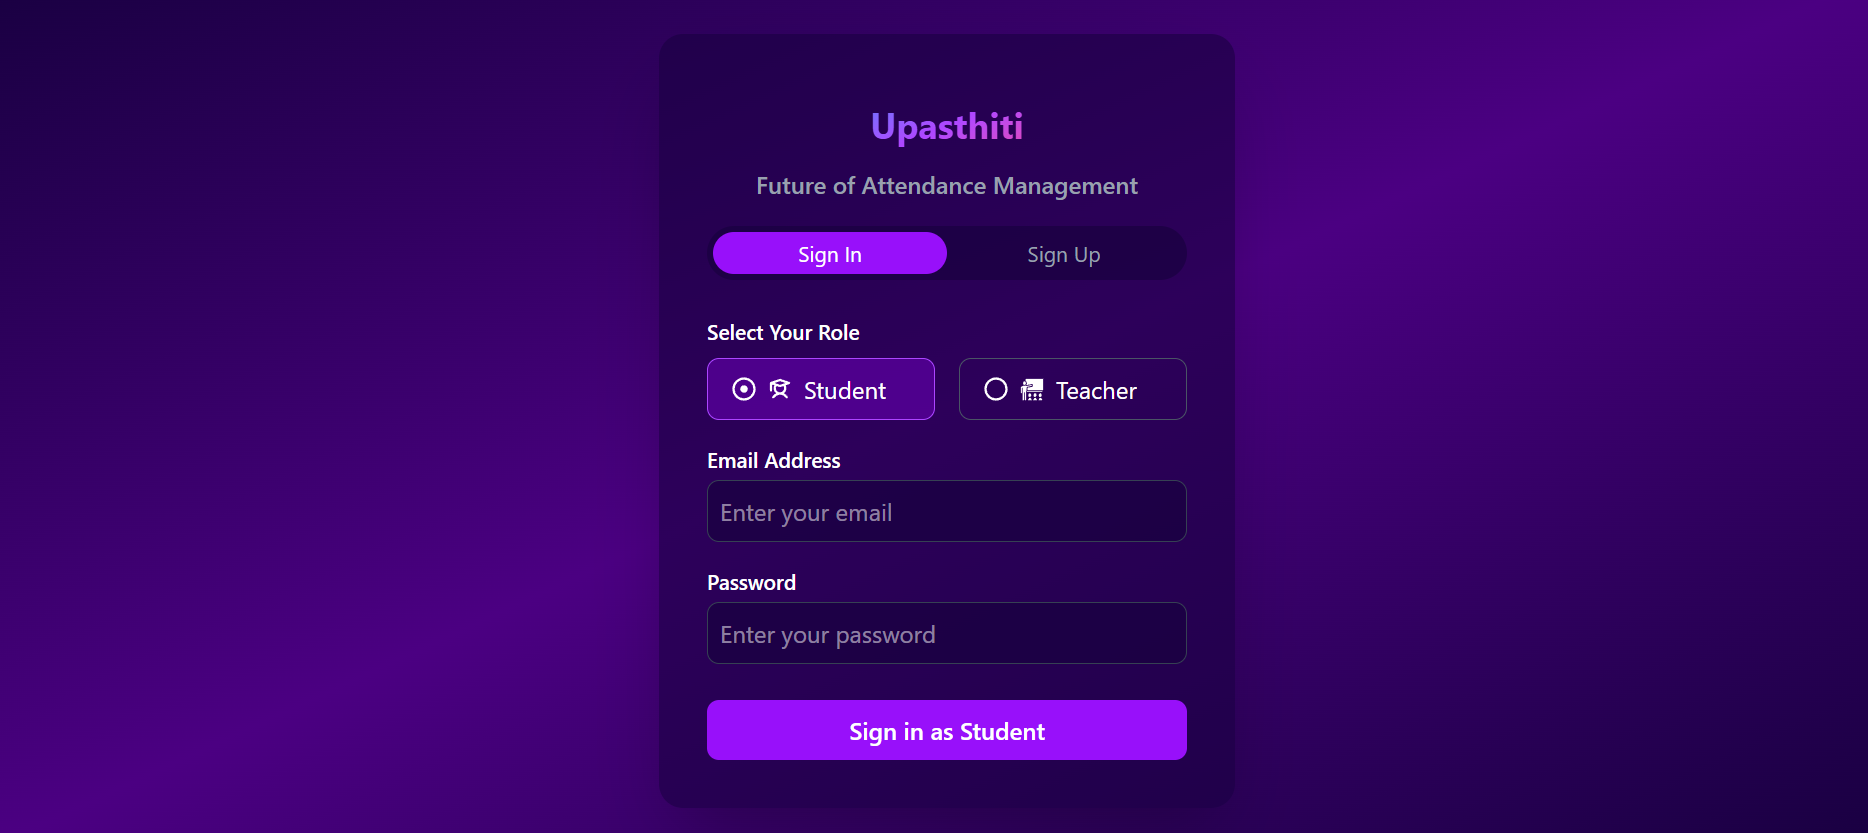 Upasthiti
Future of Attendance Management
Sign In
Sign Up
Select Your Role
Student
Teacher
Email Address
Enter your email
Password
Enter your password
Sign in as Student